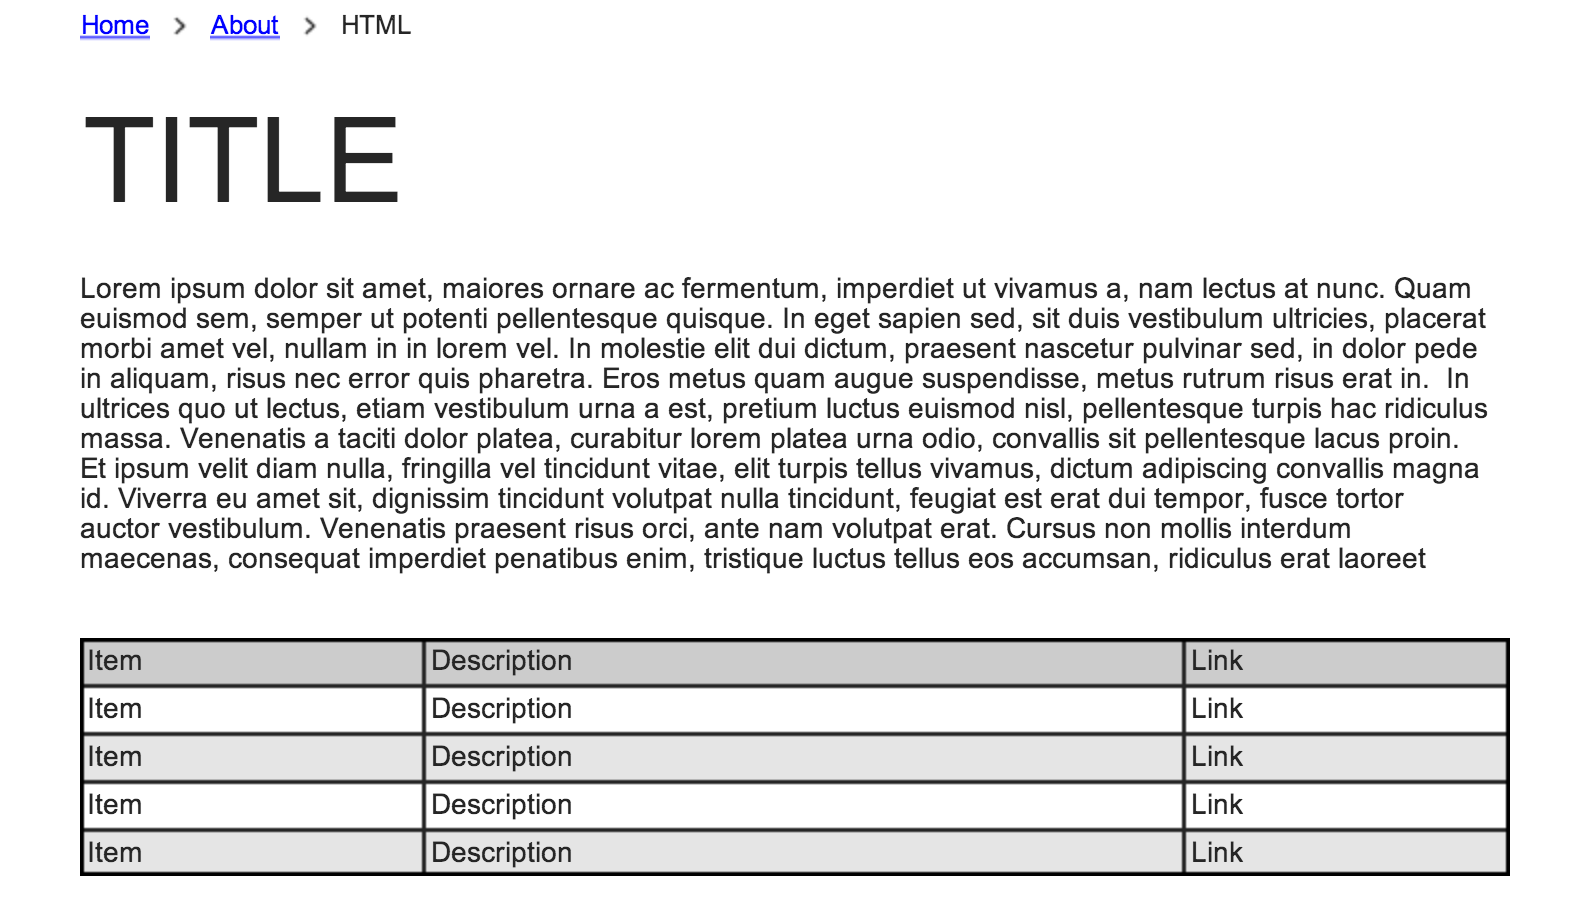 Home > About > HTML
TITLE
Lorem ipsum dolor sit amet, maiores ornare ac fermentum, imperdiet ut vivamus a, nam lectus at nunc. Quam
euismod sem, semper ut potenti pellentesque quisque. In eget sapien sed, sit duis vestibulum ultricies, placerat
morbi amet vel, nullam in in lorem vel. In molestie elit dui dictum, praesent nascetur pulvinar sed, in dolor pede
in aliquam, risus nec error quis pharetra. Eros metus quam augue suspendisse, metus rutrum risus erat in.  In
ultrices quo ut lectus, etiam vestibulum urna a est, pretium luctus euismod nisl, pellentesque turpis hac ridiculus
massa. Venenatis a taciti dolor platea, curabitur lorem platea urna odio, convallis sit pellentesque lacus proin.
Et ipsum velit diam nulla, fringilla vel tincidunt vitae, elit turpis tellus vivamus, dictum adipiscing convallis magna
id. Viverra eu amet sit, dignissim tincidunt volutpat nulla tincidunt, feugiat est erat dui tempor, fusce tortor
auctor vestibulum. Venenatis praesent risus orci, ante nam volutpat erat. Cursus non mollis interdum
maecenas, consequat imperdiet penatibus enim, tristique luctus tellus eos accumsan, ridiculus erat laoreet
Item Description Link
Item Description Link
Item Description Link
Item Description Link
Item Description Link